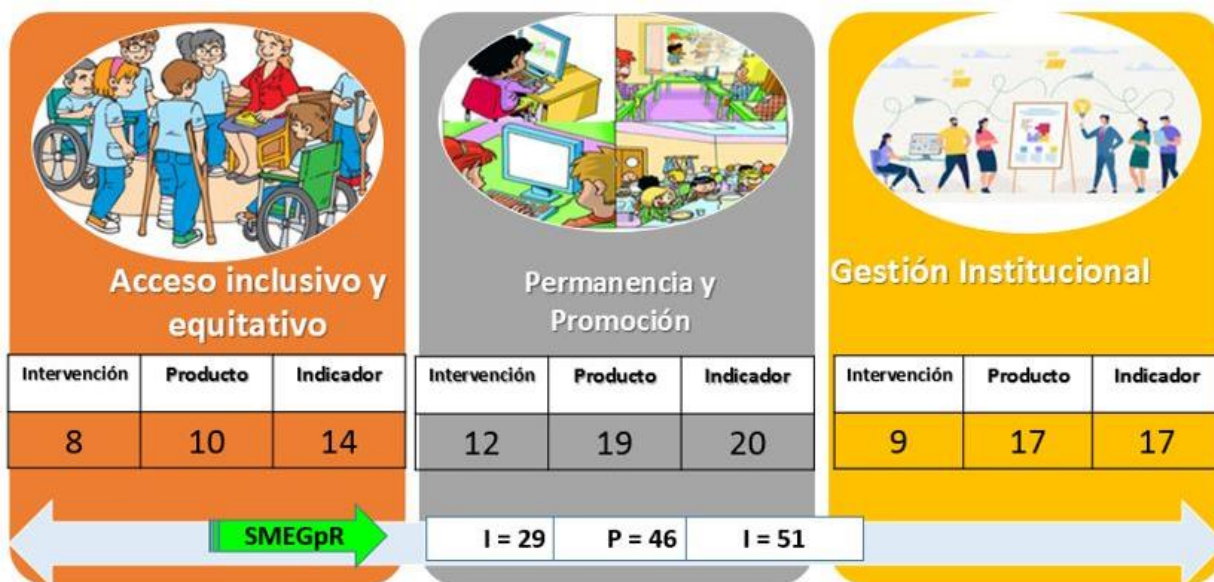 Acceso inclusivo y
equitativo
Intervención Producto Indicador
8 10 14
Permanencia y
Promoción
Intervención Producto Indicador
12 19 20
Gestión Institucional
Intervención Producto Indicador
9 17 17
SMEGpR
I = 29 P = 46 I = 51